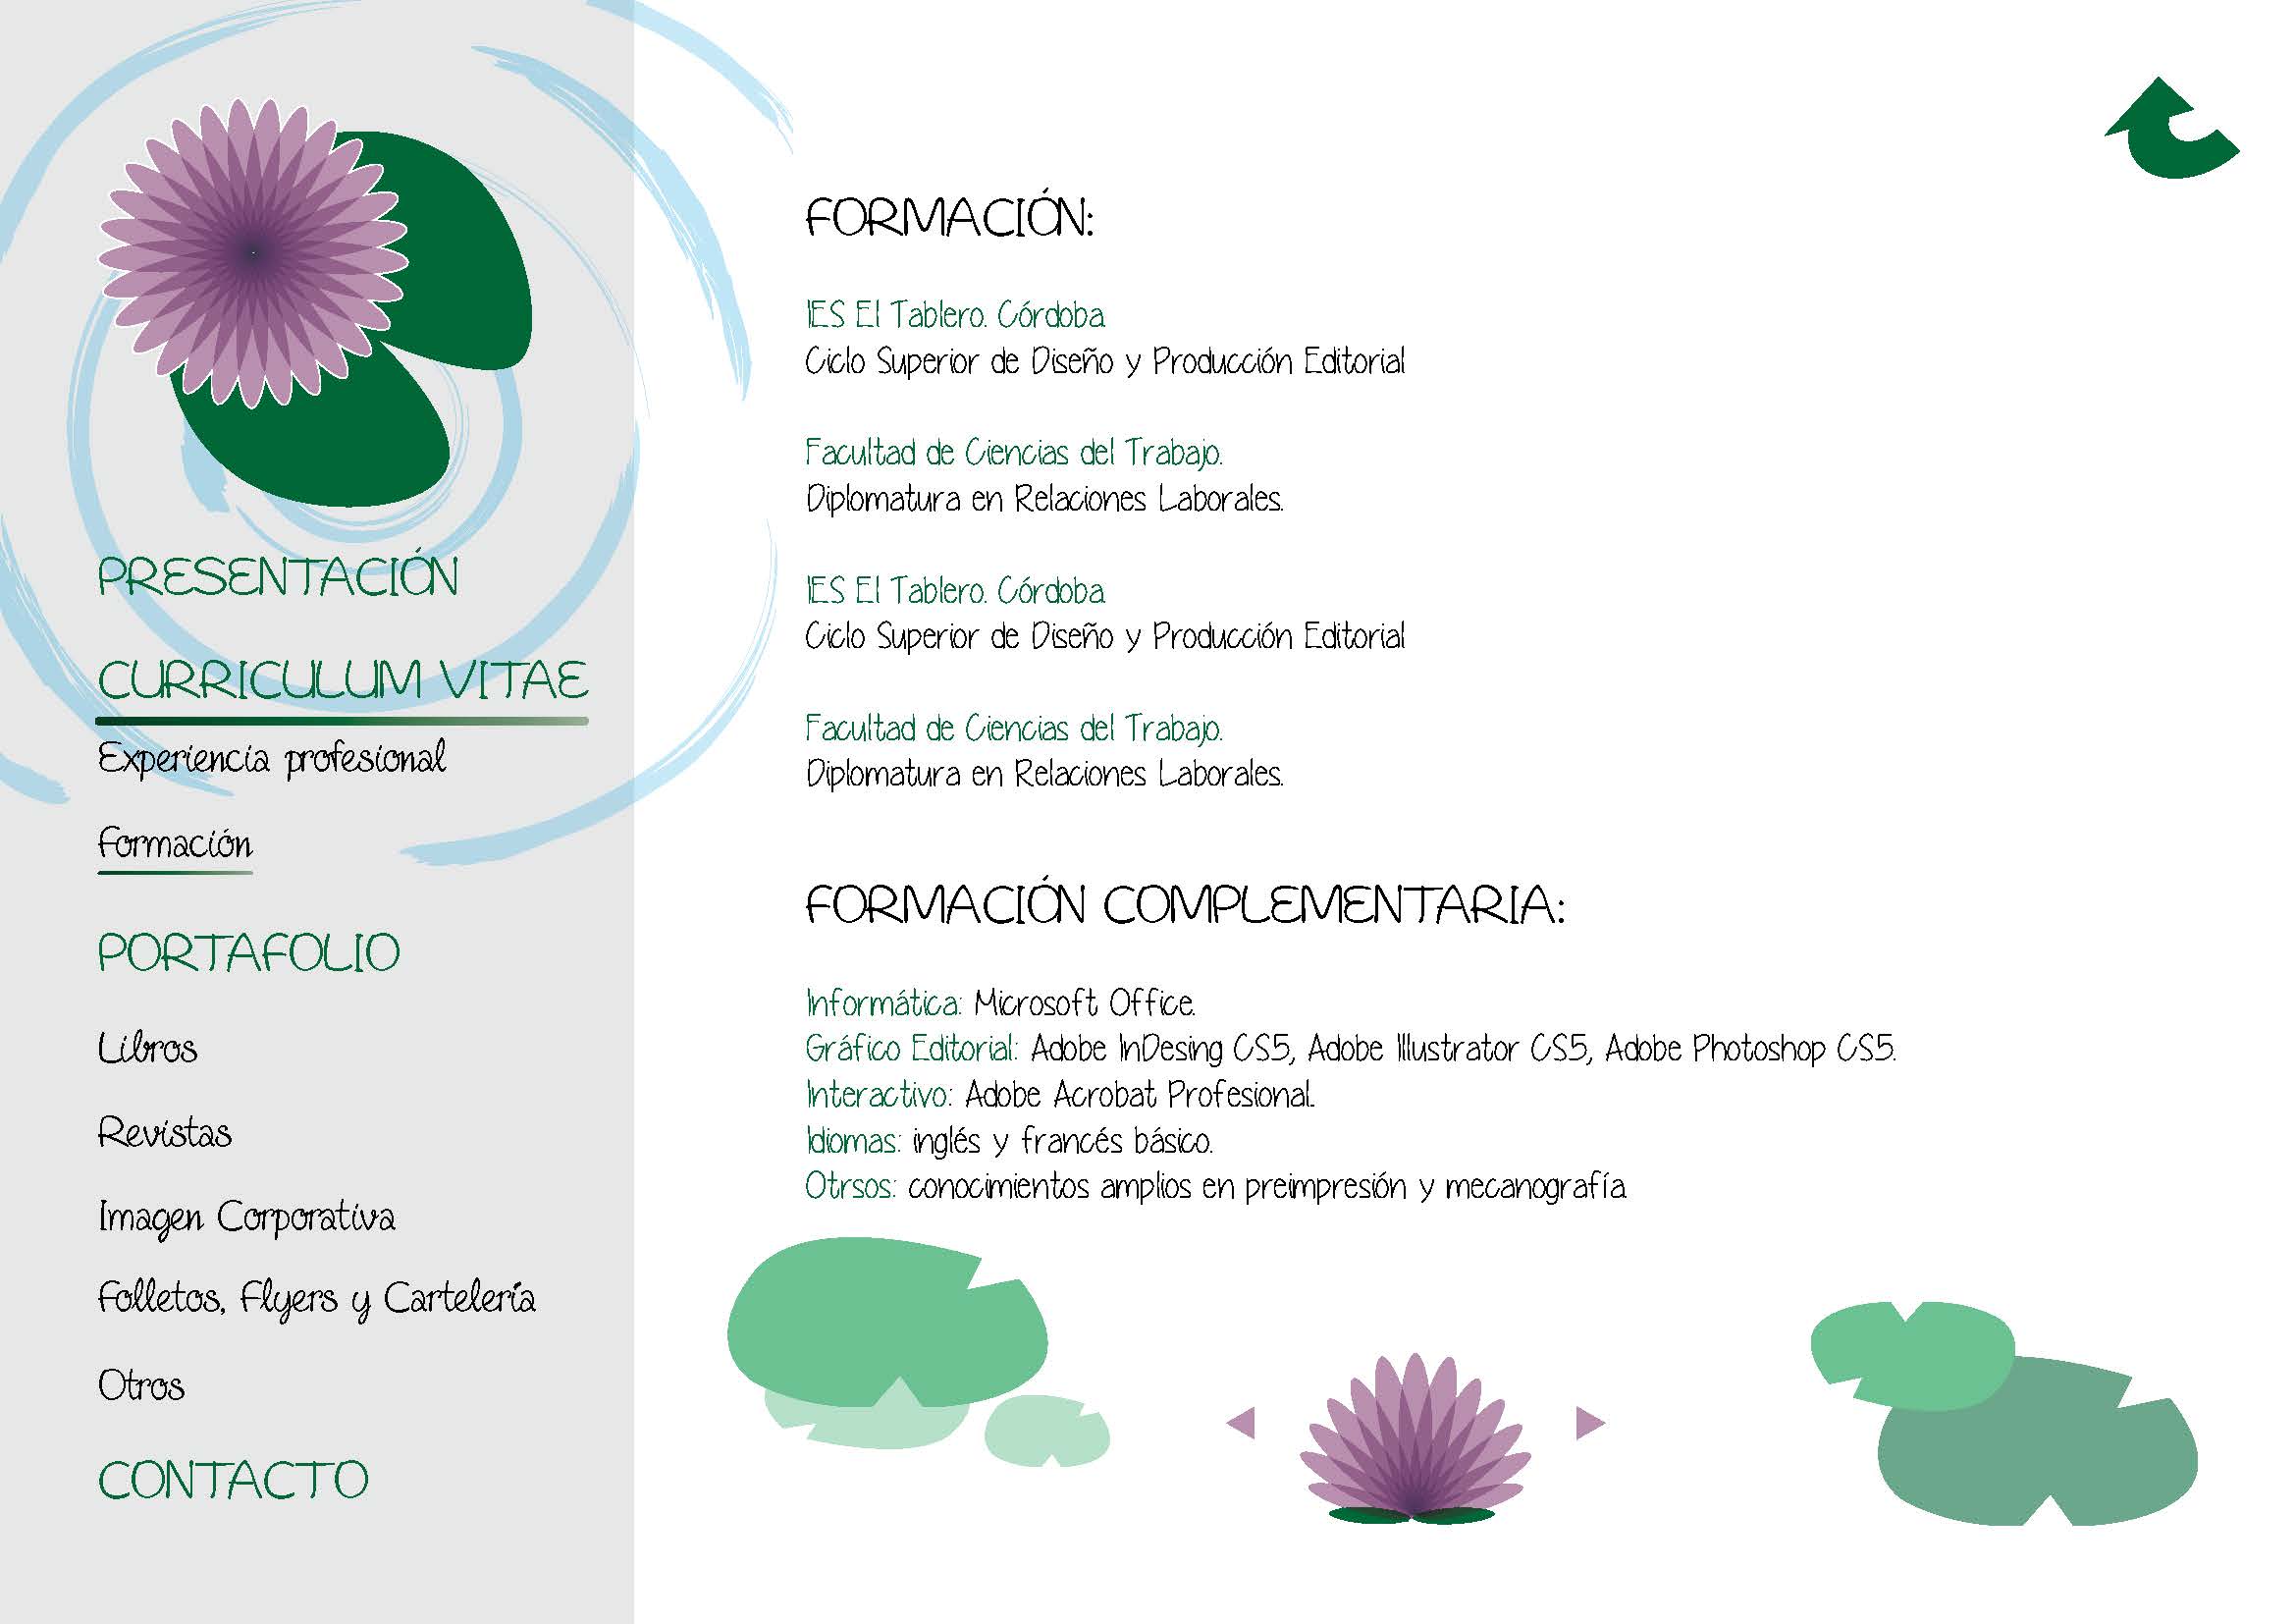 PRESENTACIÓN
CURRICULUM VITAE
Experiencia profesional
Formación
PORTAFOLIO
Libros
Revistas
Imagen Corporativa
Folletos, Flyers y Cartelería
Otros
CONTACTO
FORMACIÓN:
IES El Tablero. Córdoba
Ciclo Superior de Diseño y Producción Editorial
Facultad de Ciencias del Trabajo.
Diplomatura en Relaciones Laborales.
IES El Tablero. Córdoba
Ciclo Superior de Diseño y Producción Editorial
Facultad de Ciencias del Trabajo.
Diplomatura en Relaciones Laborales.
FORMACIÓN COMPLEMENTARIA:
Informática: Microsoft Office.
Gráfico Editorial: Adobe InDesing CS5, Adobe Illustrator CS5, Adobe Photoshop CS5.
Interactivo: Adobe Acrobat Profesional.
Idiomas: inglés y francés básico.
Otrsos: conocimientos amplios en preimpresión y mecanografía